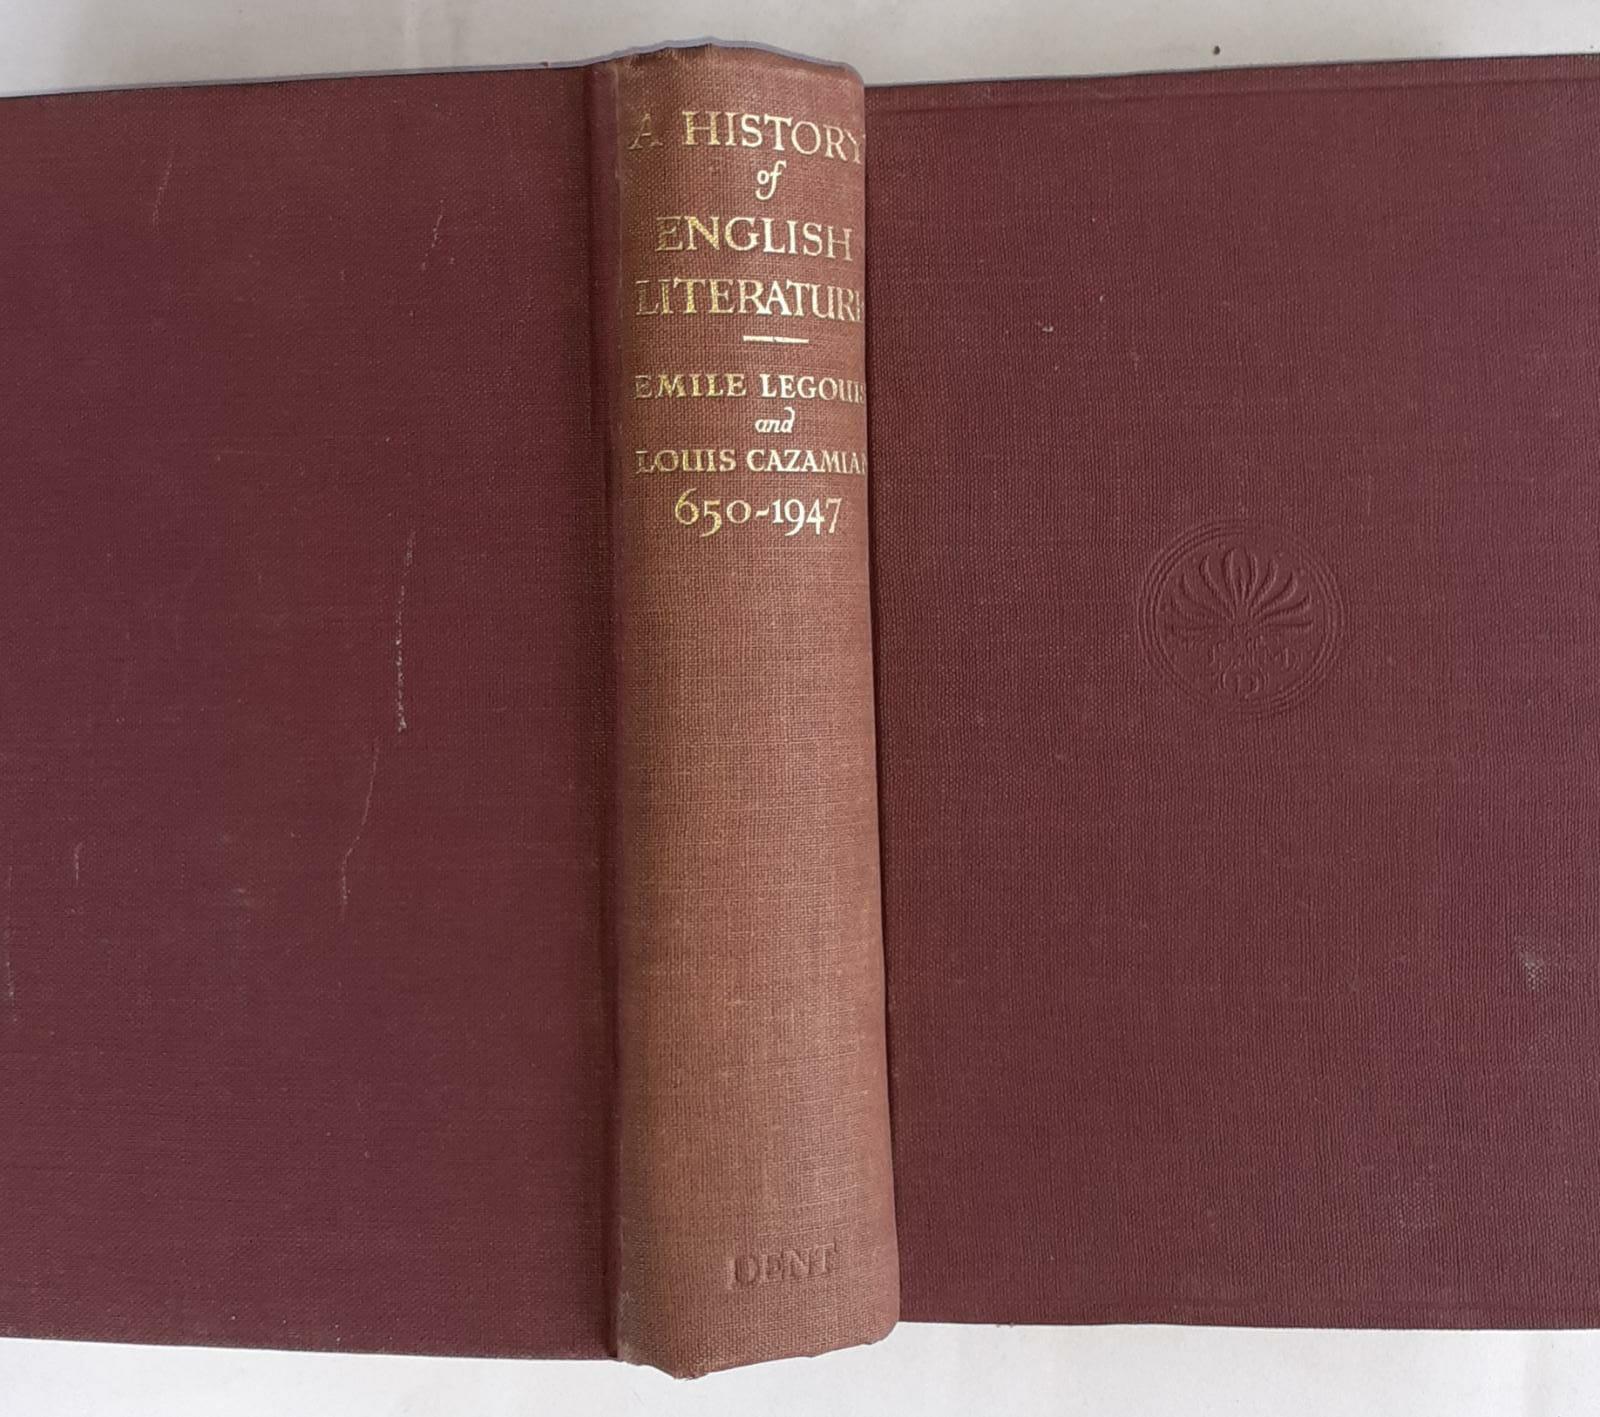 A HISTORY
of
ENGLISH
LITERATURE
EMILE LEGOUIS
and
LOUIS CAZAMIAN
650-1947
DENT